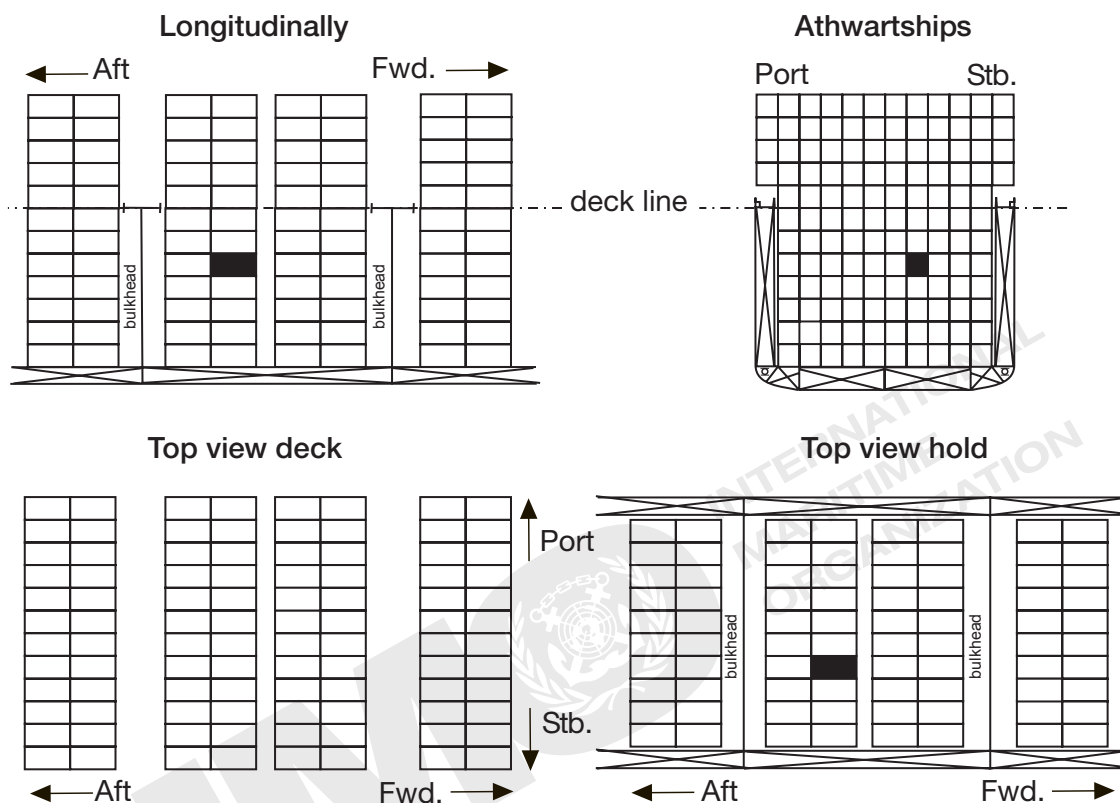 Longitudinally
Athwartships
Aft
Fwd.
Port
Stb.
deck line
bulkhead
bulkhead
Top view deck
Top view hold
Port
bulkhead
bulkhead
Stb.
Aft
Fwd.
Aft
Fwd.
INTERNATIONAL
MARITIME
ORGANIZATION
IMO